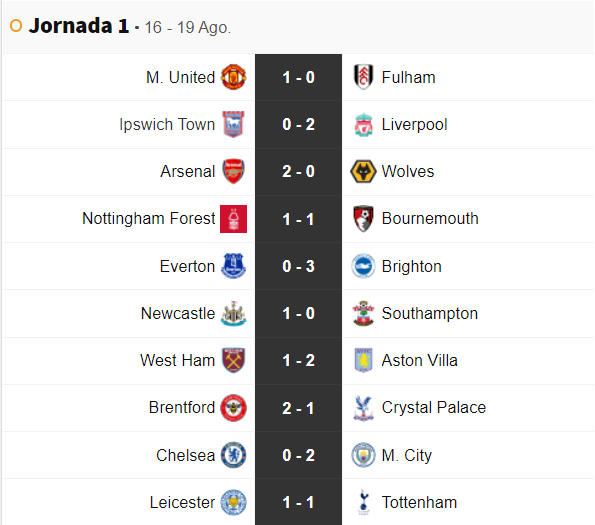 Jornada 1 • 16 - 19 Ago.
M. United 1 - 0 Fulham
Ipswich Town 0 - 2 Liverpool
Arsenal 2 - 0 Wolves
Nottingham Forest 1 - 1 Bournemouth
Everton 0 - 3 Brighton
Newcastle 1 - 0 Southampton
West Ham 1 - 2 Aston Villa
Brentford 2 - 1 Crystal Palace
Chelsea 0 - 2 M. City
Leicester 1 - 1 Tottenham